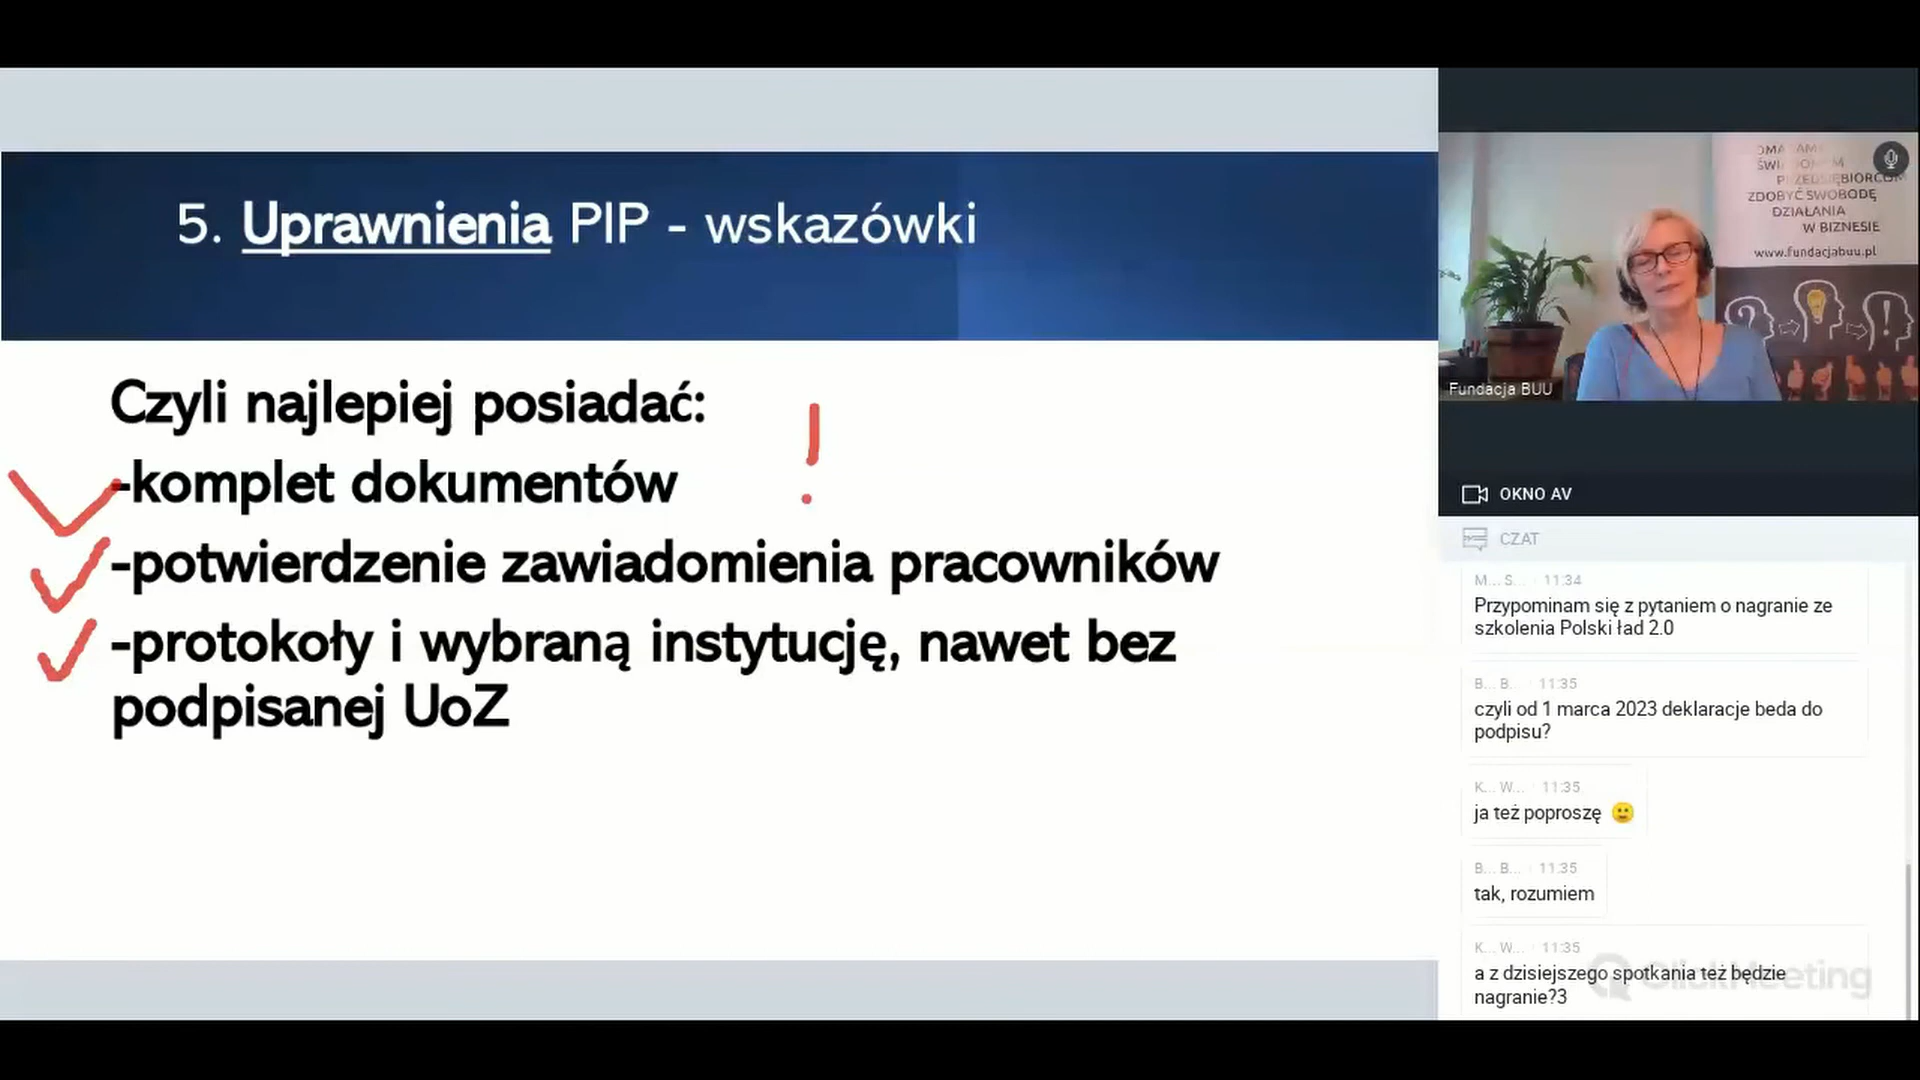 5. Uprawnienia PIP - wskazówki
Czyli najlepiej posiadać:
-komplet dokumentów
-potwierdzenie zawiadomienia pracowników
-protokoły i wybraną instytucję, nawet bez
podpisanej UoZ
PRZEDSIĘBIORCOM
ZDOBYĆ SWOBODĘ
DZIAŁANIA
W BIZNESIE
www.fundacjabuu.pl
Fundacja BUU
OKNO AV
CZAT
M... S... · 11:34
Przypominam się z pytaniem o nagranie ze
szkolenia Polski ład 2.0
B... B... · 11:35
czyli od 1 marca 2023 deklaracje beda do
podpisu?
K... W... · 11:35
ja też poproszę
B... B... · 11:35
tak, rozumiem
K... W... · 11:35
a z dzisiejszego spotkania też będzie
nagranie?3
ClickMeeting